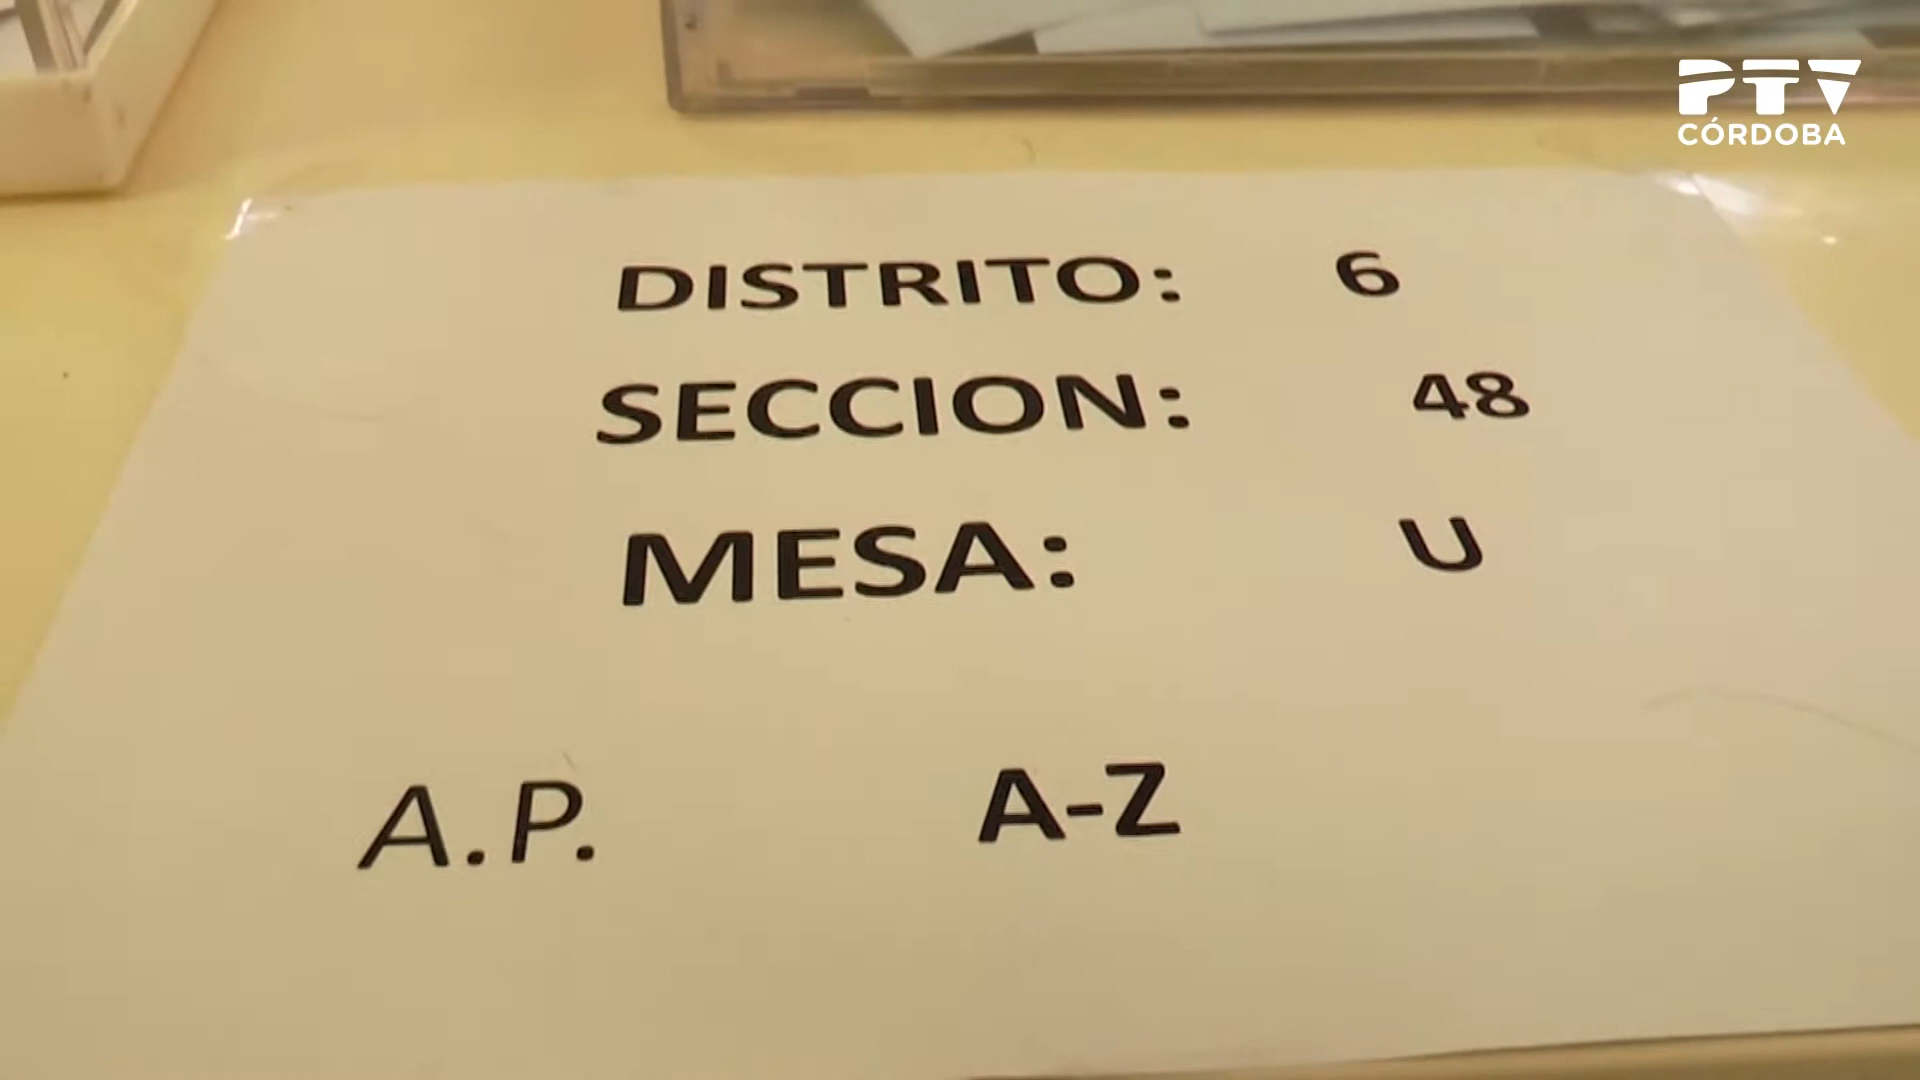 PTV
CÓRDOBA
DISTRITO: 6
SECCION: 48
MESA: U
A.P. A-Z